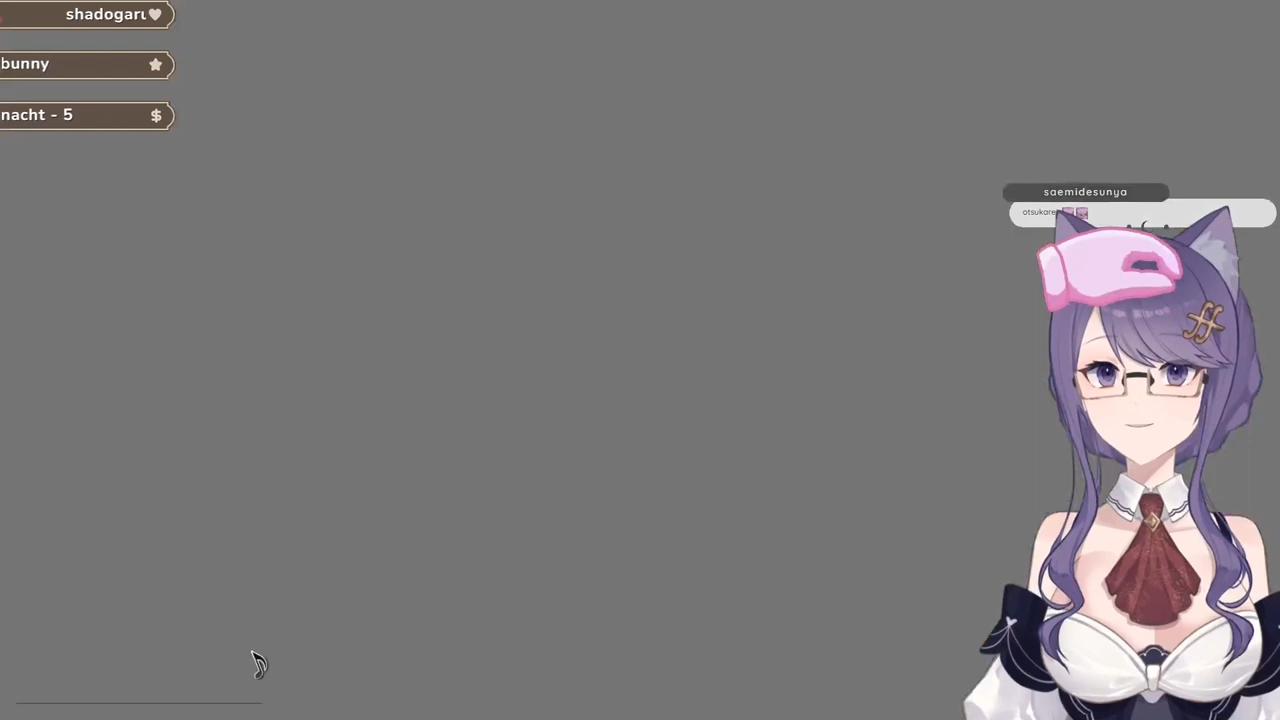 shadogaru
bunny
nacht - 5
$
saemidesunya
otsukare